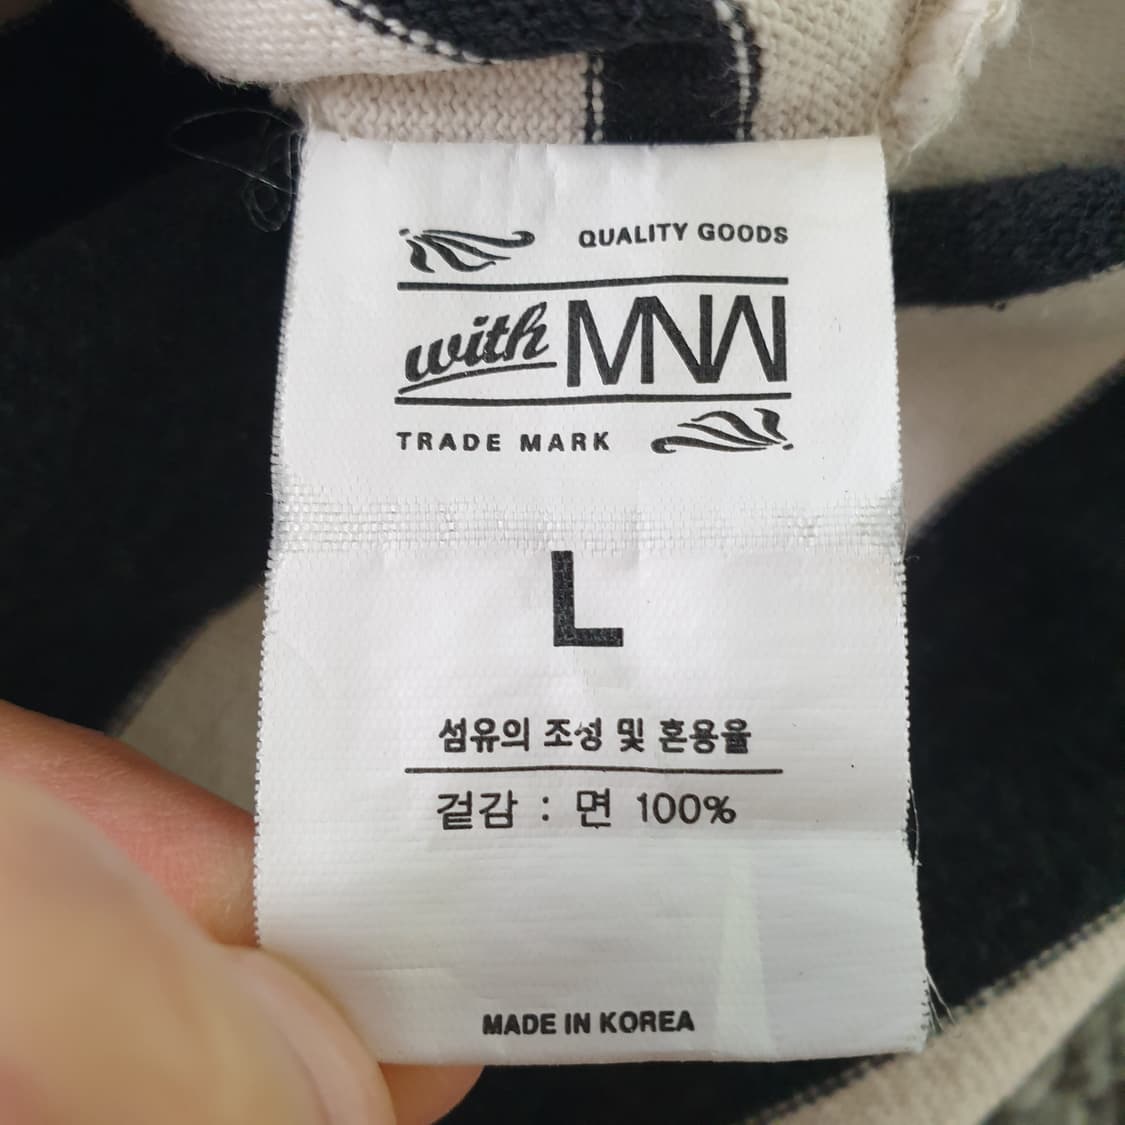 QUALITY GOODS
with MNW
TRADE MARK
L
섬유의 조성 및 혼용율
겉감 : 면 100%
MADE IN KOREA